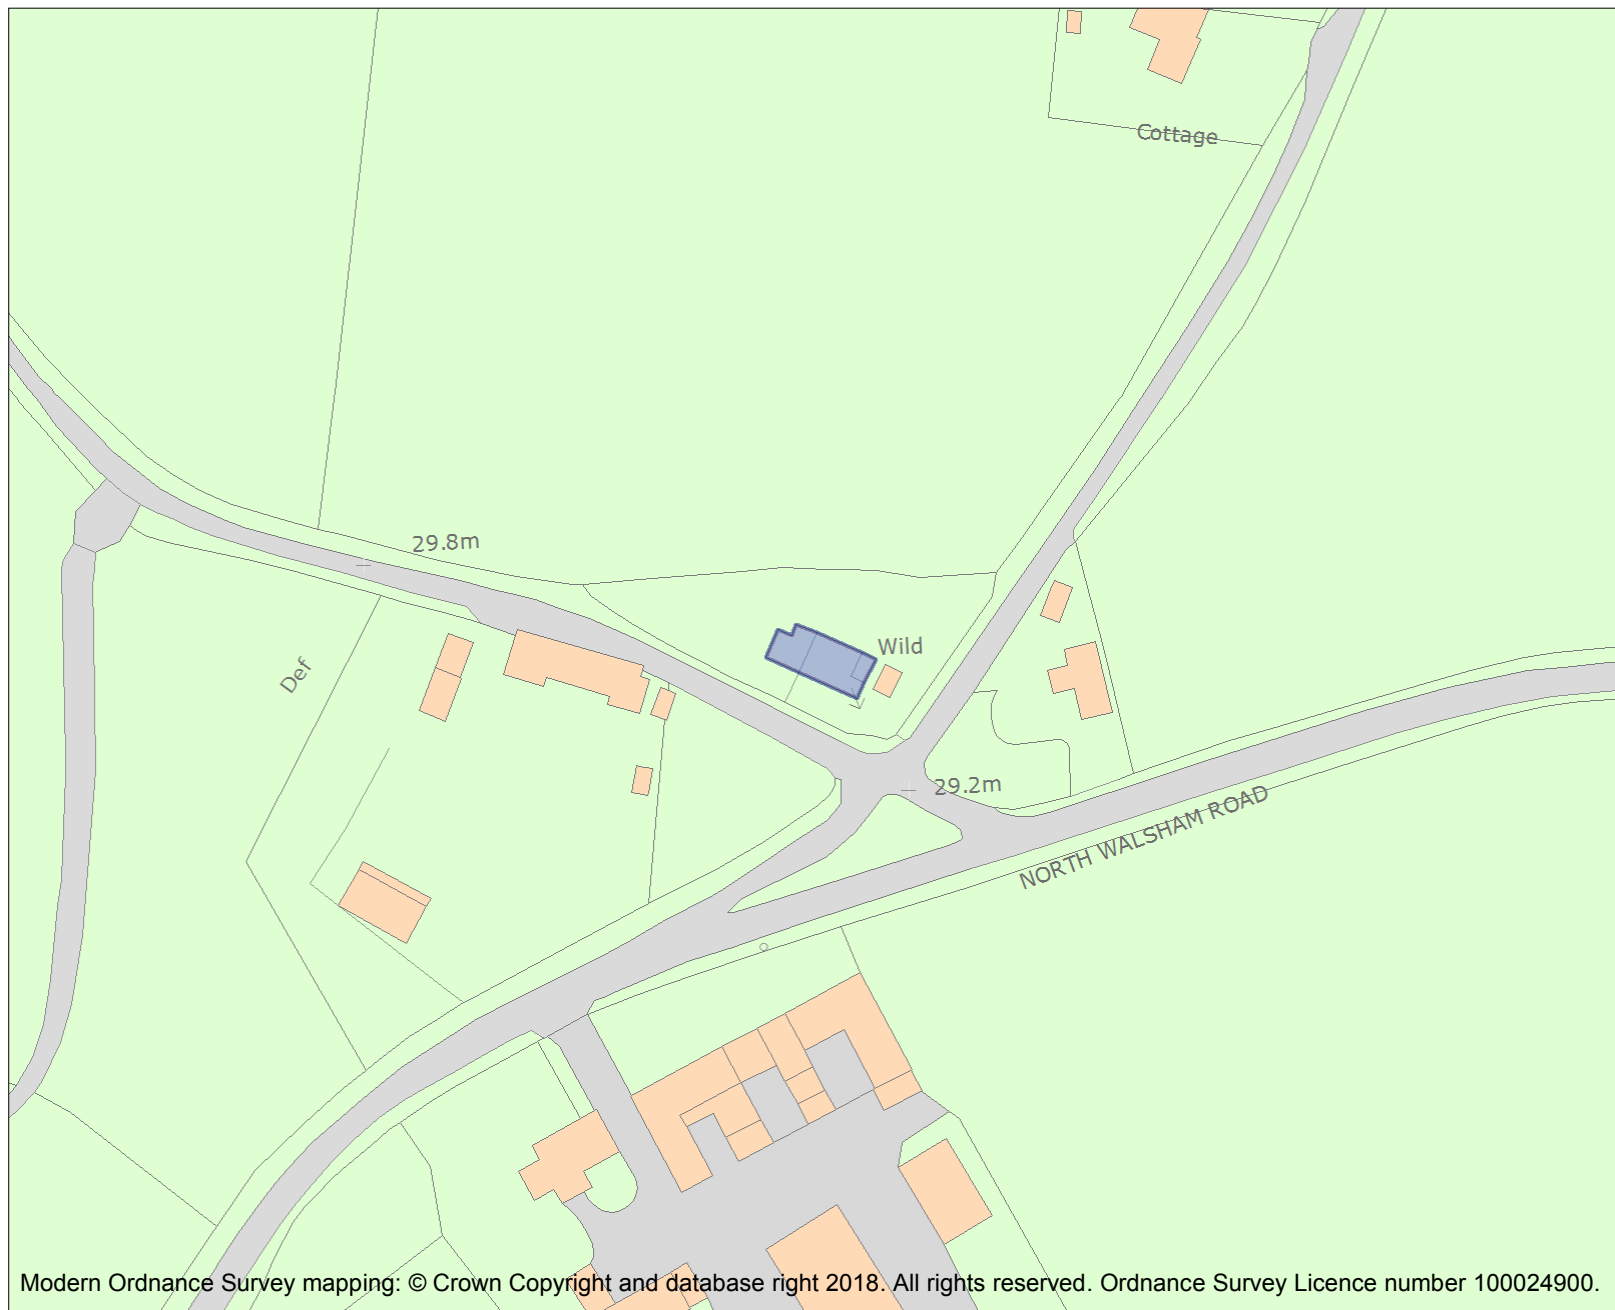 Cottage
29.8m
Wild
Def
29.2m
NORTH WALSHAM ROAD
Modern Ordnance Survey mapping: © Crown Copyright and database right 2018. All rights reserved. Ordnance Survey Licence number 100024900.